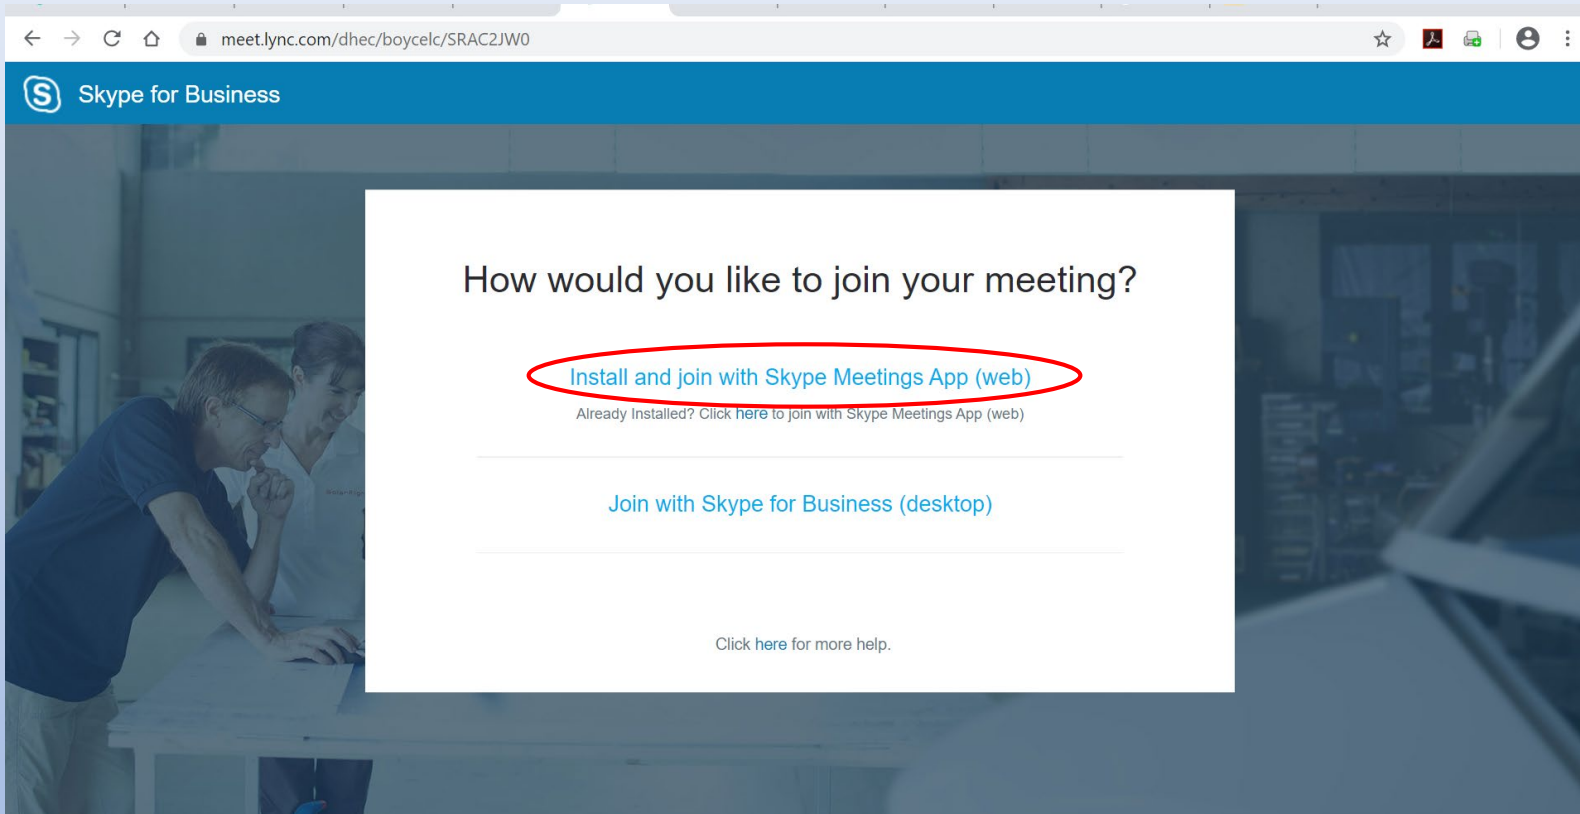 meet.lync.com/dhec/boycelc/SRAC2JW0
S Skype for Business
How would you like to join your meeting?
Install and join with Skype Meetings App (web)
Already Installed? Click here to join with Skype Meetings App (web)
Join with Skype for Business (desktop)
Click here for more help.